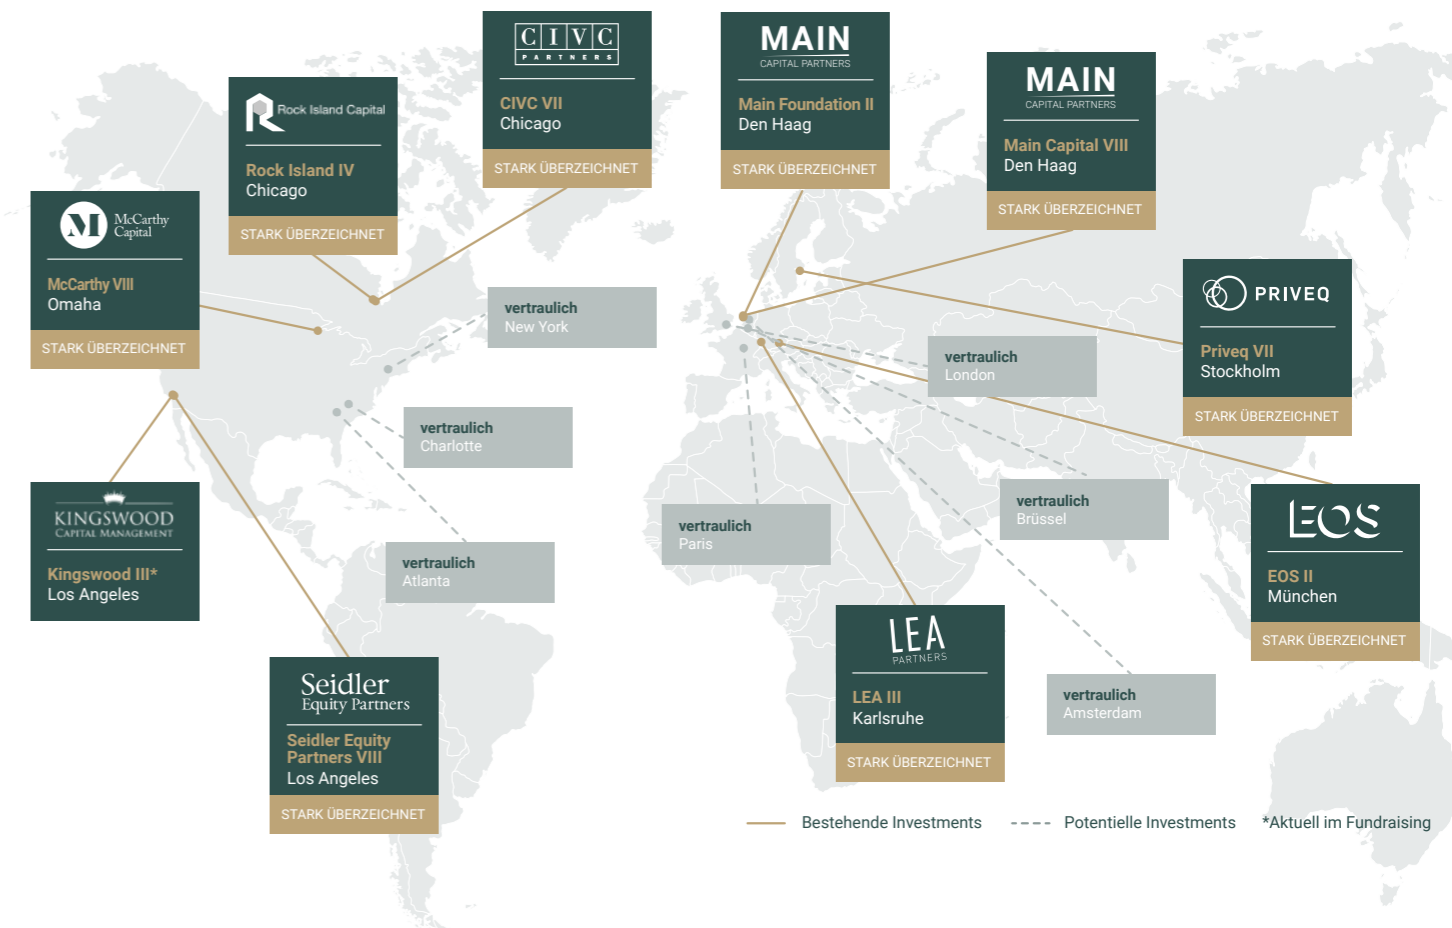 CIVC
PARTNERS
CIVC VII
Chicago
STARK ÜBERZEICHNET
MAIN
CAPITAL PARTNERS
Main Foundation II
Den Haag
STARK ÜBERZEICHNET
MAIN
CAPITAL PARTNERS
Main Capital VIII
Den Haag
STARK ÜBERZEICHNET
Rock Island Capital
Rock Island IV
Chicago
STARK ÜBERZEICHNET
M McCarthy
Capital
McCarthy VIII
Omaha
STARK ÜBERZEICHNET
PRIVEQ
Priveq VII
Stockholm
STARK ÜBERZEICHNET
vertraulich
New York
vertraulich
London
vertraulich
Charlotte
KINGSWOOD
CAPITAL MANAGEMENT
Kingswood III*
Los Angeles
vertraulich
Atlanta
vertraulich
Paris
vertraulich
Brüssel
EOS
EOS II
München
STARK ÜBERZEICHNET
Seidler
Equity Partners
Seidler Equity
Partners VIII
Los Angeles
STARK ÜBERZEICHNET
LEA
PARTNERS
LEA III
Karlsruhe
STARK ÜBERZEICHNET
vertraulich
Amsterdam
Bestehende Investments
Potentielle Investments
*Aktuell im Fundraising